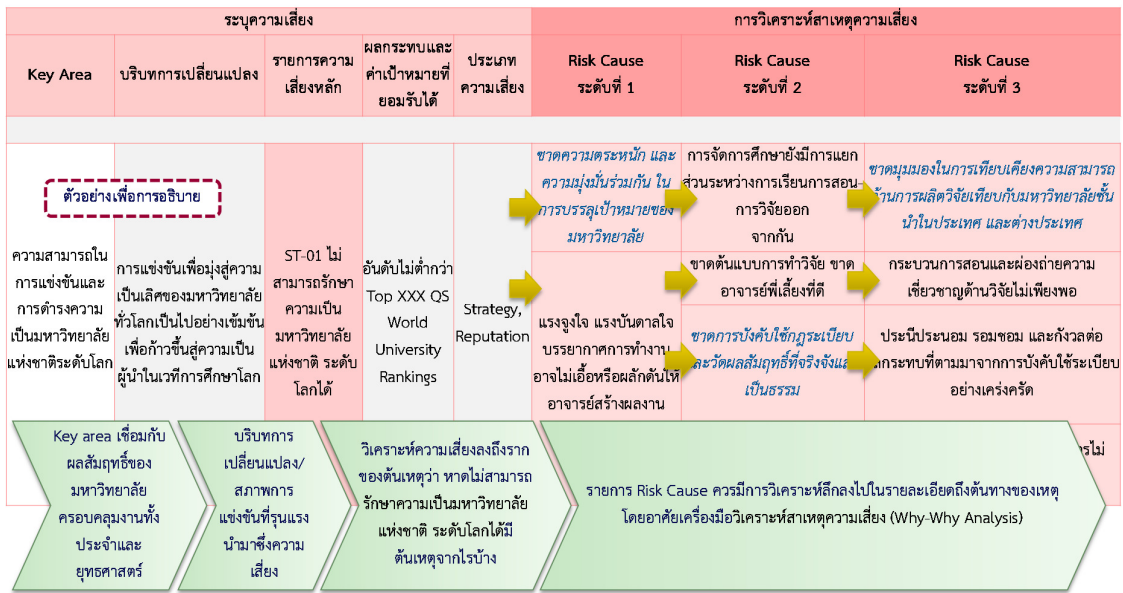 ระบุความเสี่ยง
การวิเคราะห์สาเหตุความเสี่ยง
Key Area
บริบทการเปลี่ยนแปลง
รายการความ
เสี่ยงหลัก
ผลกระทบและ
ค่าเป้าหมายที่
ยอมรับได้
ประเภท
ความเสี่ยง
Risk Cause
ระดับที่ 1
Risk Cause
ระดับที่ 2
Risk Cause
ระดับที่ 3
ตัวอย่างเพื่อการอธิบาย
ความสามารถใน
การแข่งขันและ
การดำรงความ
เป็นมหาวิทยาลัย
แห่งชาติระดับโลก
การแข่งขันเพื่อมุ่งสู่ความ
เป็นเลิศของมหาวิทยาลัย
ทั่วโลกเป็นไปอย่างเข้มข้น
เพื่อก้าวขึ้นสู่ความเป็น
ผู้นำในเวทีการศึกษาโลก
ST-01 ไม่
สามารถรักษา
ความเป็น
มหาวิทยาลัย
แห่งชาติ ระดับ
โลกได้
อันดับไม่ต่ำกว่า
Top XXX QS
World
University
Rankings
Strategy,
Reputation
ขาดความตระหนัก และ
ความมุ่งมั่นร่วมกัน ใน
การบรรลุเป้าหมายของ
มหาวิทยาลัย
การจัดการศึกษายังมีการแยก
ส่วนระหว่างการเรียนการสอน-
การวิจัยออก
จากกัน
ขาดมุมมองในการเทียบเคียงความสามารถ
ด้านการผลิตวิจัยเทียบกับมหาวิทยาลัยชั้น
นำในประเทศ และต่างประเทศ
แรงจูงใจ แรงบันดาลใจ
บรรยากาศการทำงาน
อาจไม่เอื้อหรือผลักดันให้
อาจารย์สร้างผลงาน
ขาดต้นแบบการทำวิจัย ขาด
อาจารย์พี่เลี้ยงที่ดี
กระบวนการสอนและผ่องถ่ายความ
เชี่ยวชาญด้านวิจัยไม่เพียงพอ
ขาดการบังคับใช้กฎระเบียบ
และวัดผลสัมฤทธิ์ที่จริงจังและ
เป็นธรรม
ประนีประนอม รอมชอม และกังวลต่อ
ผลกระทบที่ตามมาจากการบังคับใช้ระเบียบ
อย่างเคร่งครัด
Key area เชื่อมกับ
ผลสัมฤทธิ์ของ
มหาวิทยาลัย
ครอบคลุมงานทั้ง
ประจำและ
ยุทธศาสตร์
บริบทการ
เปลี่ยนแปลง/
สภาพการ
แข่งขันที่รุนแรง
นำมาซึ่งความ
เสี่ยง
วิเคราะห์ความเสี่ยงลงถึงราก
ของต้นเหตุว่า หาดไม่สามารถ
รักษาความเป็นมหาวิทยาลัย
แห่งชาติ ระดับโลกได้มี
ต้นเหตุจากไรบ้าง
รายการ Risk Cause ควรมีการวิเคราะห์ลึกลงไปในรายละเอียดถึงต้นทางของเหตุ
โดยอาศัยเครื่องมือวิเคราะห์สาเหตุความเสี่ยง (Why-Why Analysis)